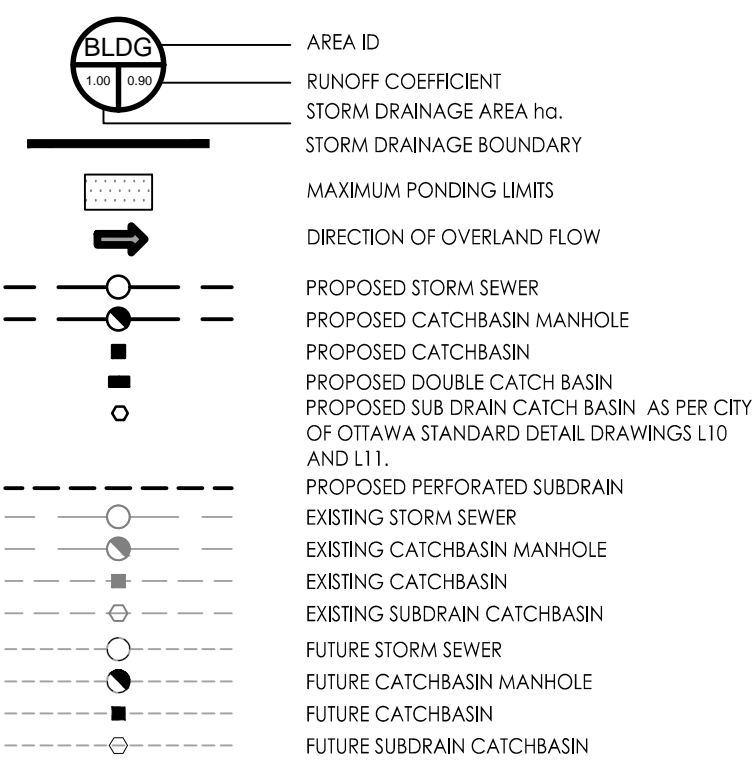 BLDG
AREA ID
1.00 0.90
RUNOFF COEFFICIENT
STORM DRAINAGE AREA ha.
STORM DRAINAGE BOUNDARY
MAXIMUM PONDING LIMITS
DIRECTION OF OVERLAND FLOW
PROPOSED STORM SEWER
PROPOSED CATCHBASIN MANHOLE
PROPOSED CATCHBASIN
PROPOSED DOUBLE CATCH BASIN
PROPOSED SUB DRAIN CATCH BASIN AS PER CITY
OF OTTAWA STANDARD DETAIL DRAWINGS L10
AND L11.
PROPOSED PERFORATED SUBDRAIN
EXISTING STORM SEWER
EXISTING CATCHBASIN MANHOLE
EXISTING CATCHBASIN
EXISTING SUBDRAIN CATCHBASIN
FUTURE STORM SEWER
FUTURE CATCHBASIN MANHOLE
FUTURE CATCHBASIN
FUTURE SUBDRAIN CATCHBASIN